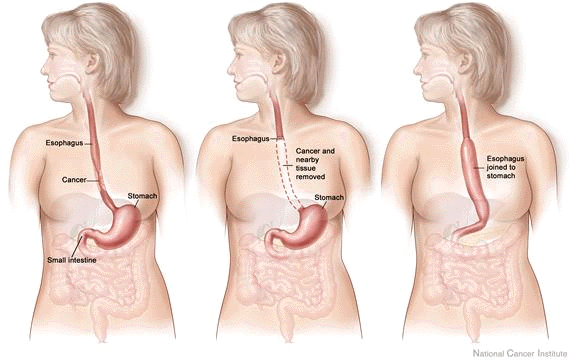 Esophagus
Cancer
Stomach
Small intestine
Esophagus
Cancer and
nearby
tissue
removed
Stomach
Esophagus
joined to
stomach
National Cancer Institute